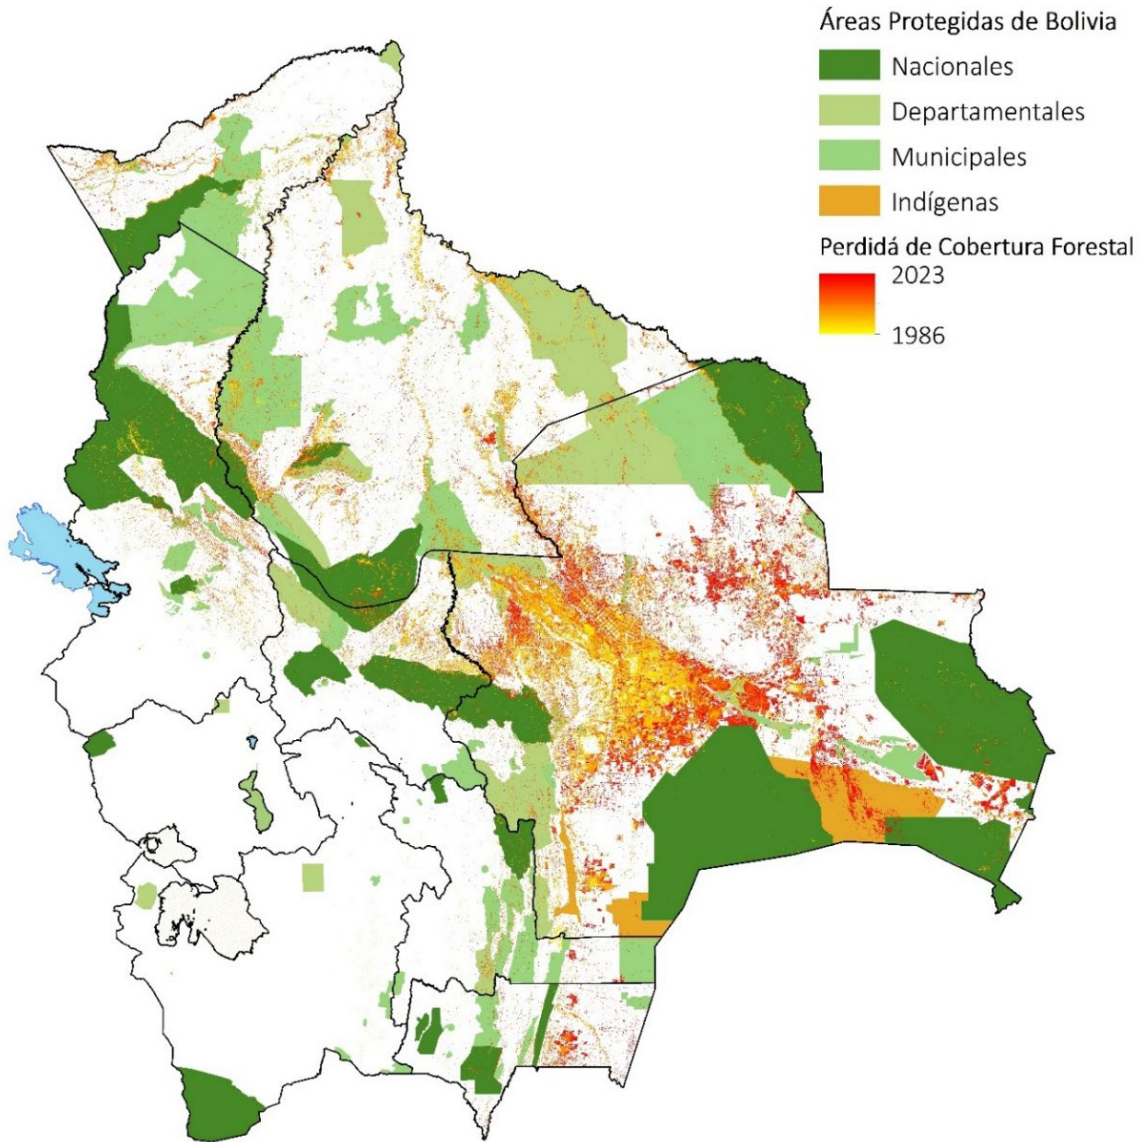 Áreas Protegidas de Bolivia
Nacionales
Departamentales
Municipales
Indígenas
Perdidá de Cobertura Forestal
2023
1986